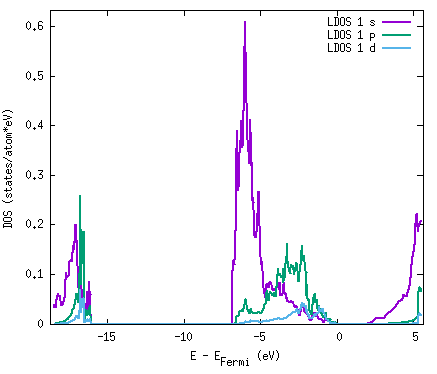 LDOS 1 s
LDOS 1 p
LDOS 1 d
0.6
0.5
0.4
0.3
0.2
0.1
0
DOS (states/atom*eV)
-15 -10 -5 0 5
E - EFermi (eV)